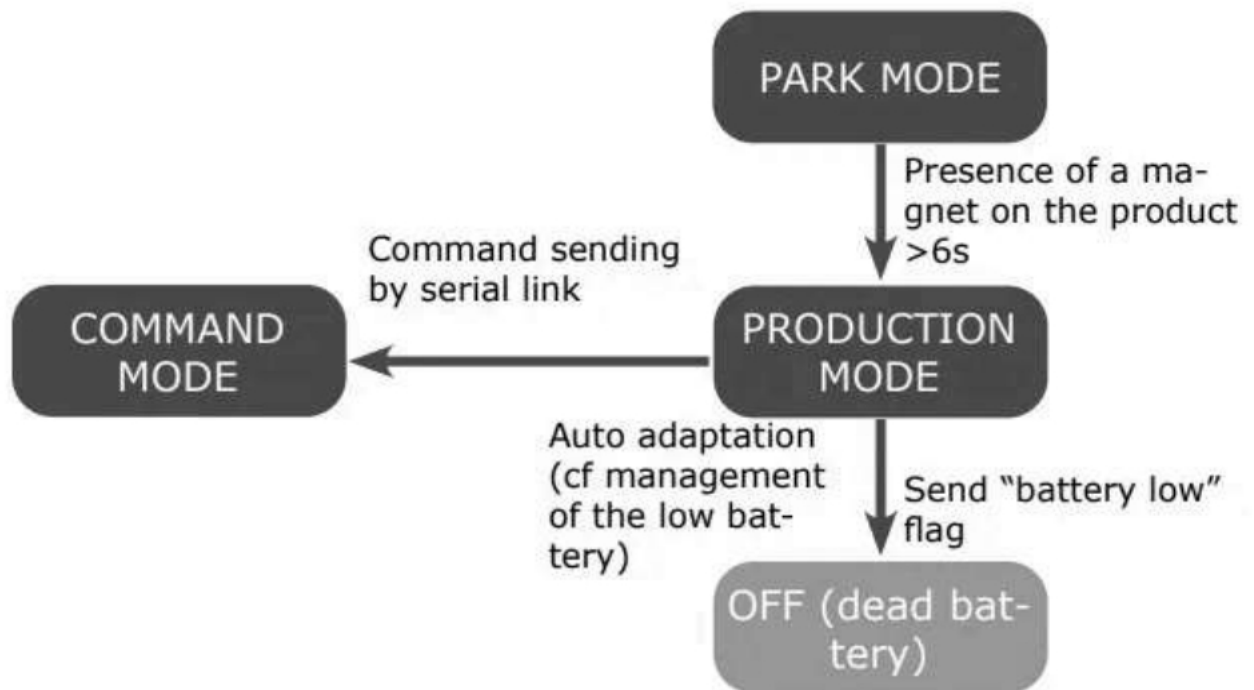 PARK MODE
Presence of a ma-
gnet on the product
>6s
Command sending
by serial link
COMMAND
MODE
PRODUCTION
MODE
Auto adaptation
(cf management
of the low bat-
tery)
Send “battery low”
flag
OFF (dead bat-
tery)